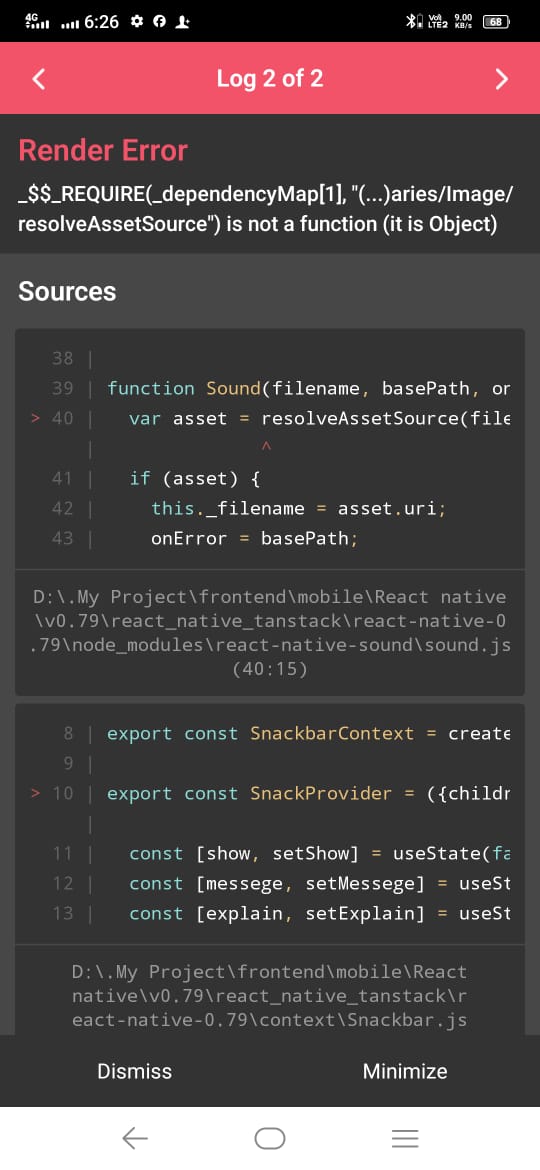 4G 6:26 Vo) LTE2 9.00 KB/s 68
Log 2 of 2
Render Error
_$$_REQUIRE(_dependencyMap[1], "(...)aries/Image/
resolveAssetSource") is not a function (it is Object)
Sources
38 |
39 | function Sound(filename, basePath, or
> 40 | var asset = resolveAssetSource(file
| ^
41 | if (asset) {
42 | this._filename = asset.uri;
43 | onError = basePath;
D:\.My Project\frontend\mobile\React native
\v0.79\react_native_tanstack\react-native-0
.79\node_modules\react-native-sound\sound.js
(40:15)
8 | export const SnackbarContext = create
9 |
> 10 | export const SnackProvider = ({childr
|
11 | const [show, setShow] = useState(fa
12 | const [messege, setMessege] = useSt
13 | const [explain, setExplain] = useSt
D:\.My Project\frontend\mobile\React
native\v0.79\react_native_tanstack\r
eact-native-0.79\context\Snackbar.js
Dismiss Minimize